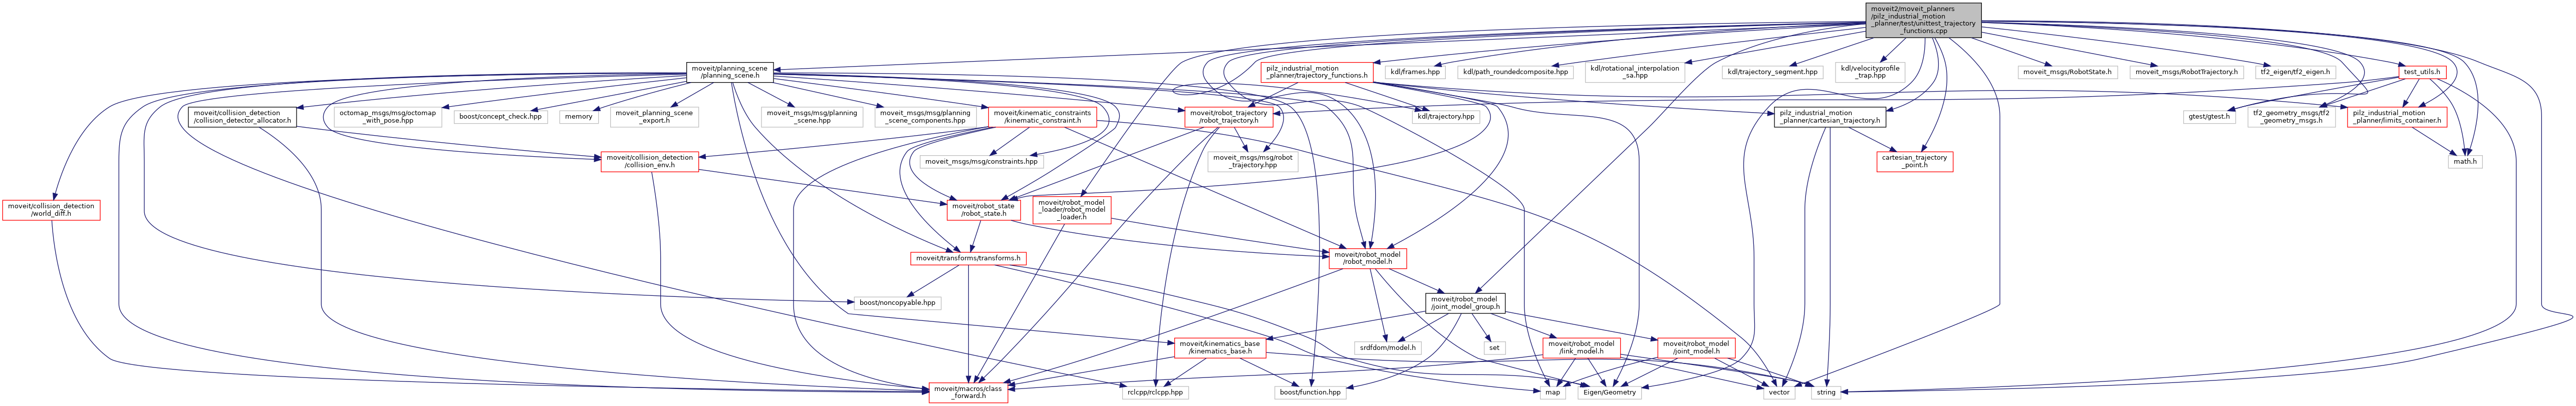 moveit2/moveit_planners
/pilz_industrial_motion
_planner/test/unittest_trajectory
_functions.cpp
moveit/planning_scene
/planning_scene.h
pilz_industrial_motion
_planner/trajectory_functions.h
kdl/frames.hpp
kdl/path_roundedcomposite.hpp
kdl/rotational_interpolation
_sa.hpp
kdl/trajectory_segment.hpp
kdl/velocityprofile
_trap.hpp
moveit_msgs/RobotState.h
moveit_msgs/RobotTrajectory.h
tf2_eigen/tf2_eigen.h
test_utils.h
moveit/collision_detection
/collision_detector_allocator.h
octomap_msgs/msg/octomap
_with_pose.hpp
boost/concept_check.hpp
memory
moveit_planning_scene
_export.h
moveit_msgs/msg/planning
_scene.hpp
moveit_msgs/msg/planning
_scene_components.hpp
moveit/kinematic_constraints
/kinematic_constraint.h
moveit/robot_trajectory
/robot_trajectory.h
kdl/trajectory.hpp
pilz_industrial_motion
_planner/cartesian_trajectory.h
gtest/gtest.h
tf2_geometry_msgs/tf2
_geometry_msgs.h
pilz_industrial_motion
_planner/limits_container.h
moveit/collision_detection
/collision_env.h
moveit_msgs/msg/constraints.hpp
moveit_msgs/msg/robot
_trajectory.hpp
cartesian_trajectory
_point.h
math.h
moveit/collision_detection
/world_diff.h
moveit/robot_state
/robot_state.h
moveit/robot_model
_loader/robot_model
_loader.h
moveit/transforms/transforms.h
moveit/robot_model
/robot_model.h
boost/noncopyable.hpp
moveit/robot_model
/joint_model_group.h
moveit/kinematics_base
/kinematics_base.h
srdfdom/model.h
set
moveit/robot_model
/link_model.h
moveit/robot_model
/joint_model.h
moveit/macros/class
_forward.h
rclcpp/rclcpp.hpp
boost/function.hpp
map
Eigen/Geometry
vector
string